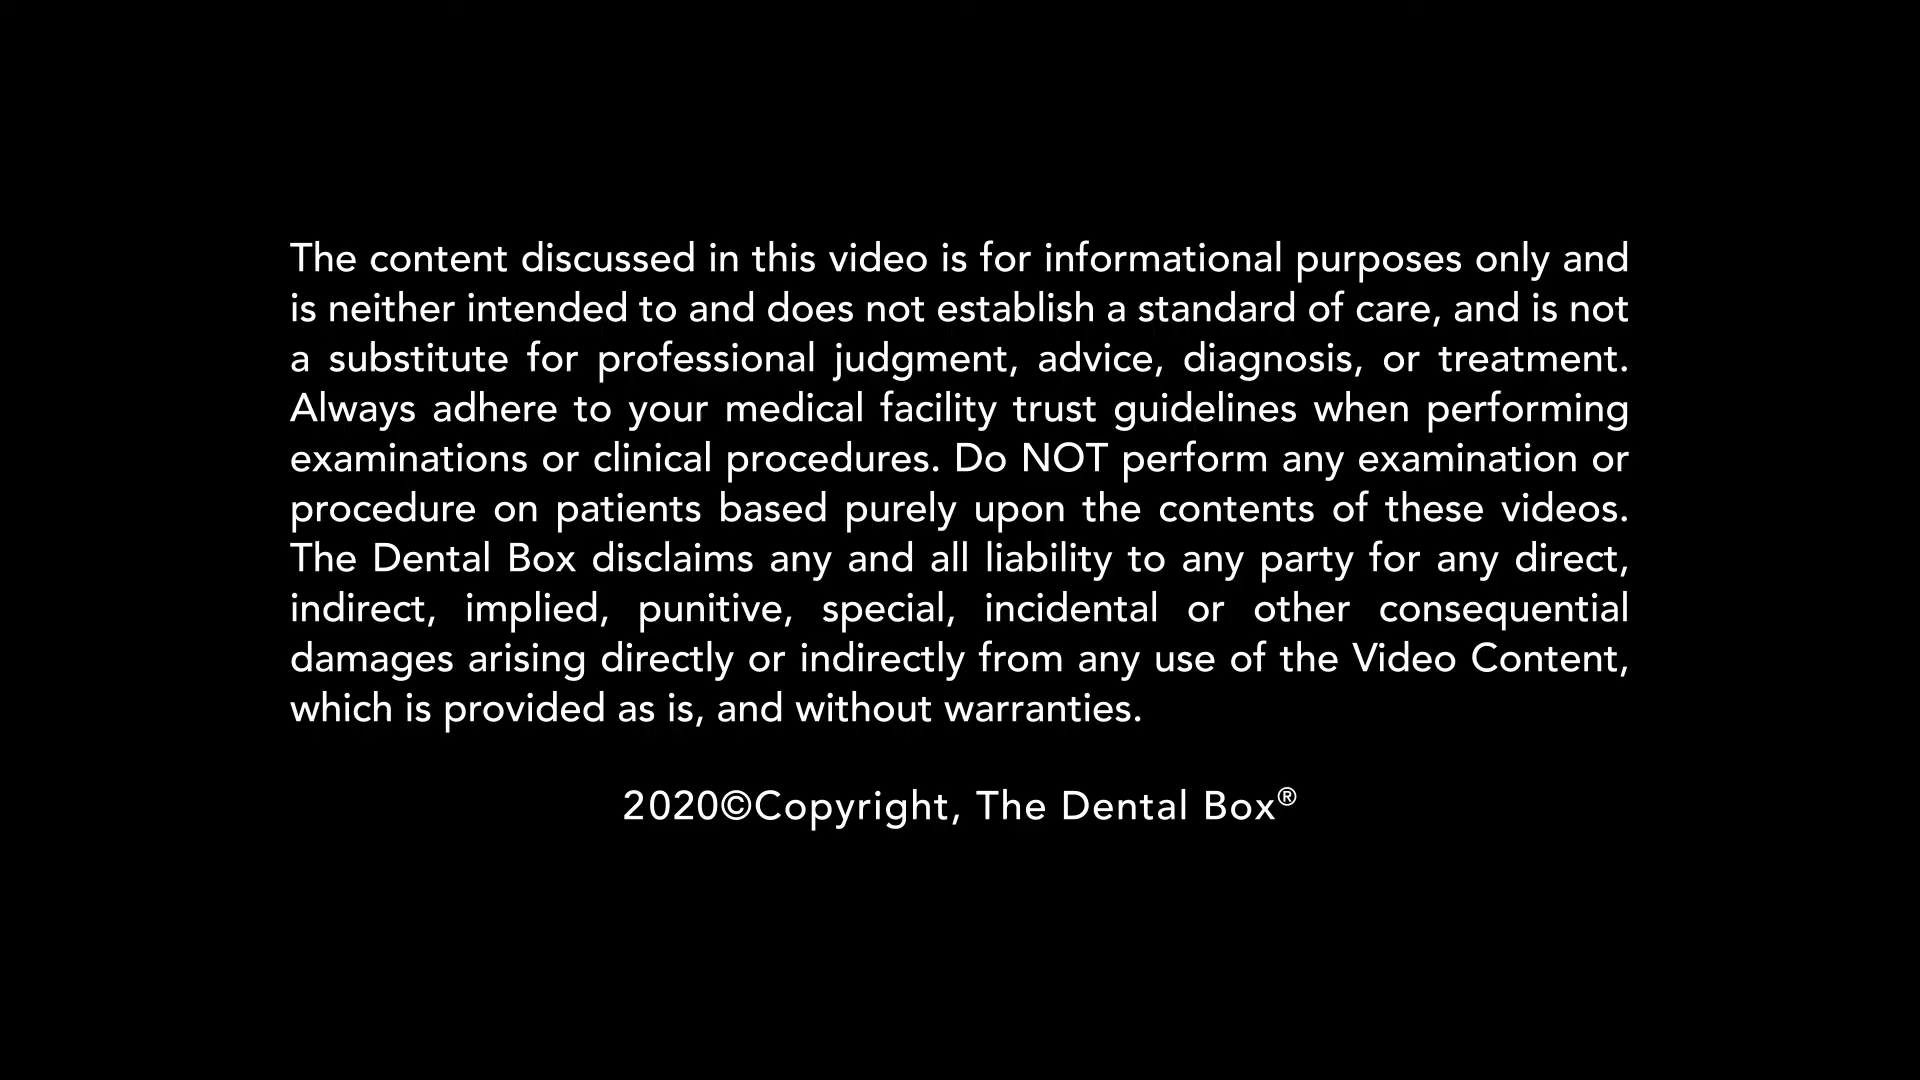 The content discussed in this video is for informational purposes only and
is neither intended to and does not establish a standard of care, and is not
a substitute for professional judgment, advice, diagnosis, or treatment.
Always adhere to your medical facility trust guidelines when performing
examinations or clinical procedures. Do NOT perform any examination or
procedure on patients based purely upon the contents of these videos.
The Dental Box disclaims any and all liability to any party for any direct,
indirect, implied, punitive, special, incidental or other consequential
damages arising directly or indirectly from any use of the Video Content,
which is provided as is, and without warranties.
2020©Copyright, The Dental Box®